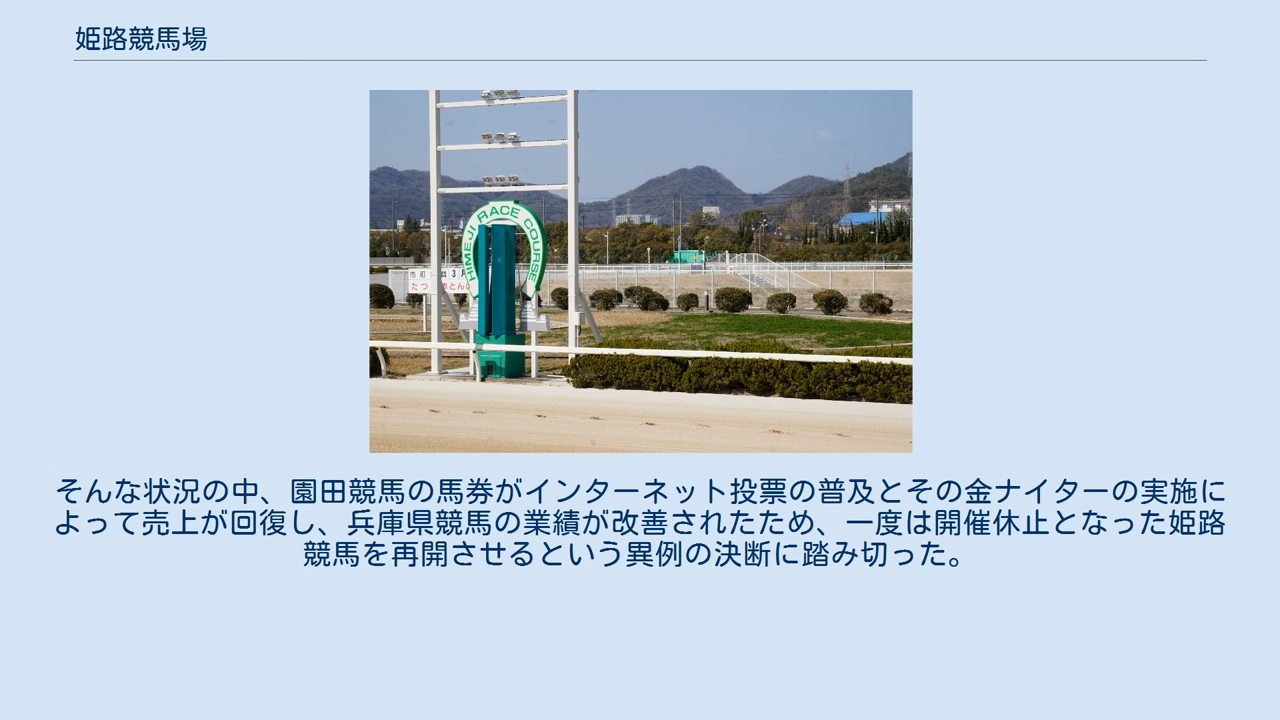 姫路競馬場
HIMEJI RACE COURSE
そんな状況の中、園田競馬の馬券がインターネット投票の普及とその金ナイターの実施に
よって売上が回復し、兵庫県競馬の業績が改善されたため、一度は開催休止となった姫路
競馬を再開させるという異例の決断に踏み切った。